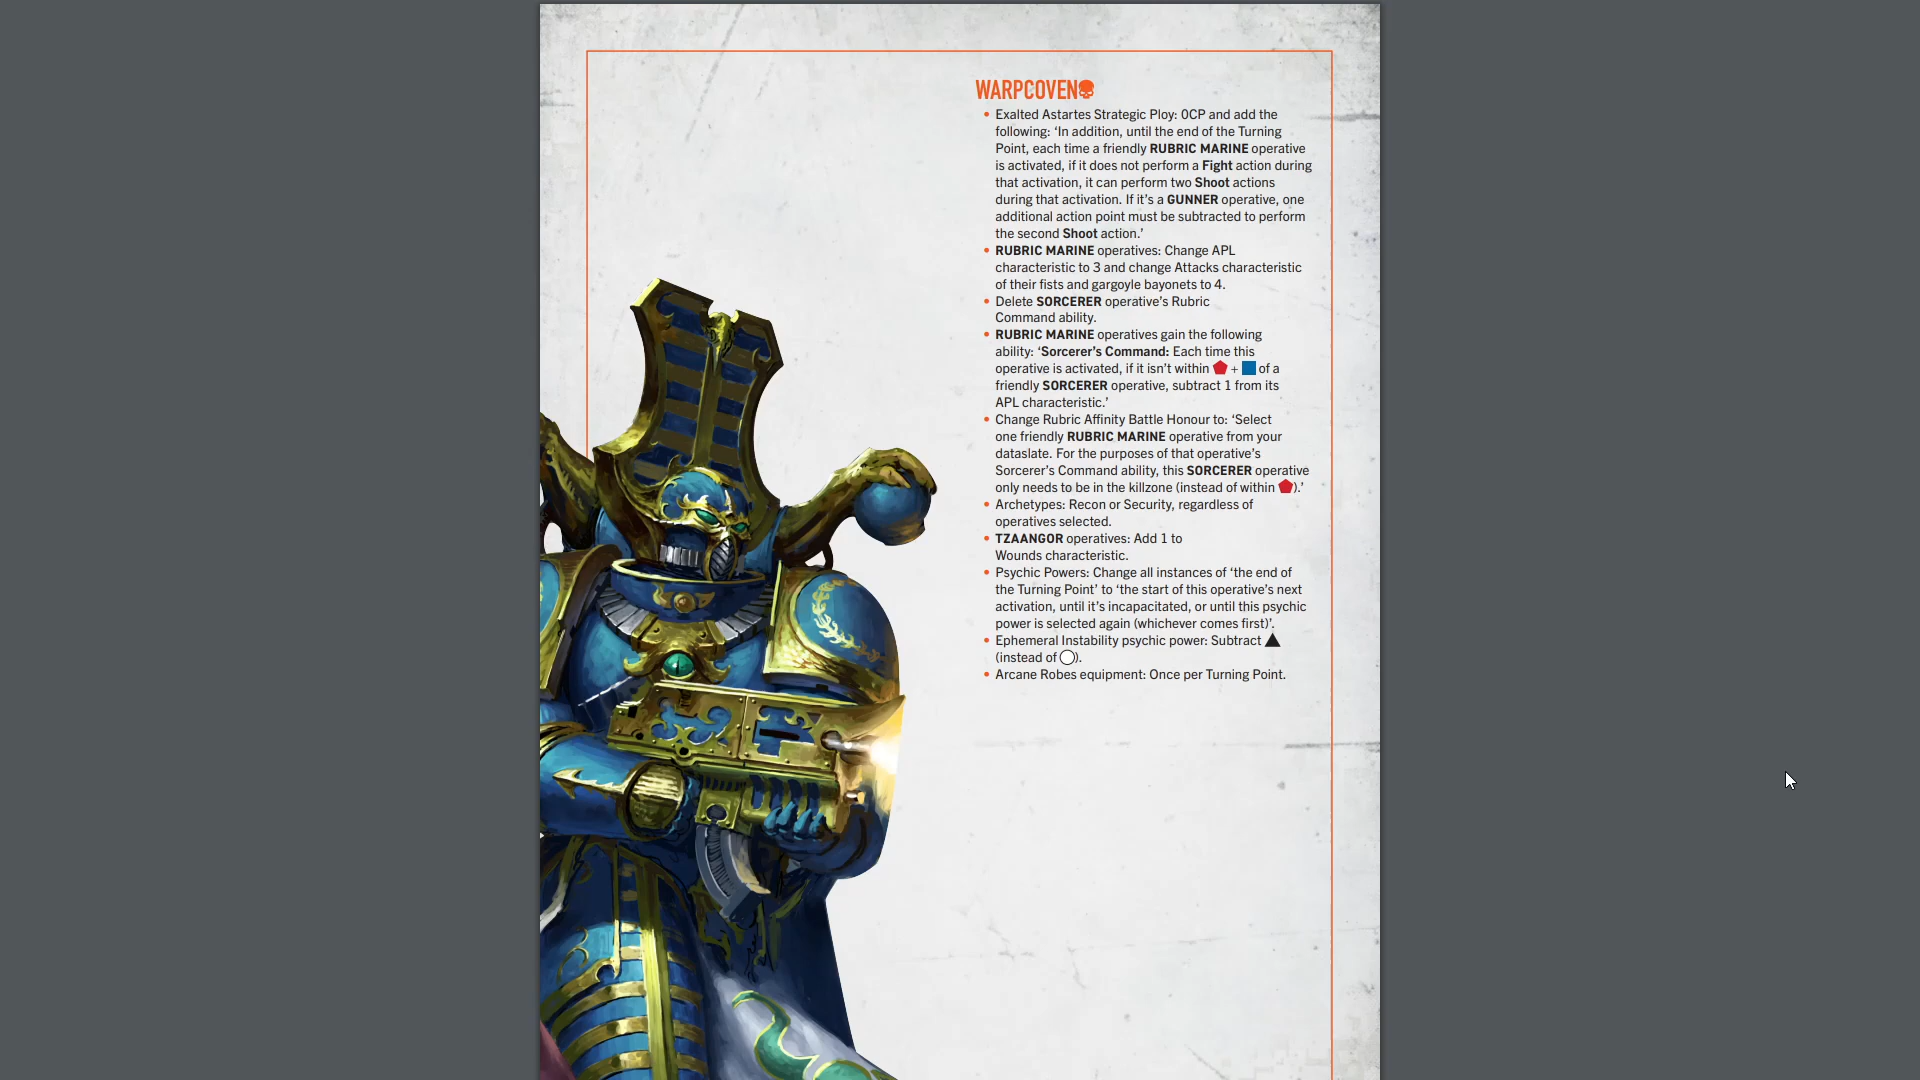 WARPCOVEN
• Exalted Astartes Strategic Ploy: 0CP and add the
following: ‘In addition, until the end of the Turning
Point, each time a friendly RUBRIC MARINE operative
is activated, if it does not perform a Fight action during
that activation, it can perform two Shoot actions
during that activation. If it’s a GUNNER operative, one
additional action point must be subtracted to perform
the second Shoot action.’
• RUBRIC MARINE operatives: Change APL
characteristic to 3 and change Attacks characteristic
of their fists and gargoyle bayonets to 4.
• Delete SORCERER operative’s Rubric
Command ability.
• RUBRIC MARINE operatives gain the following
ability: ‘Sorcerer’s Command: Each time this
operative is activated, if it isn’t within ⬟ + ■ of a
friendly SORCERER operative, subtract 1 from its
APL characteristic.’
• Change Rubric Affinity Battle Honour to: ‘Select
one friendly RUBRIC MARINE operative from your
dataslate. For the purposes of that operative’s
Sorcerer’s Command ability, this SORCERER operative
only needs to be in the killzone (instead of within ⬟).’
• Archetypes: Recon or Security, regardless of
operatives selected.
• TZAANGOR operatives: Add 1 to
Wounds characteristic.
• Psychic Powers: Change all instances of ‘the end of
the Turning Point’ to ‘the start of this operative’s next
activation, until it’s incapacitated, or until this psychic
power is selected again (whichever comes first)’.
• Ephemeral Instability psychic power: Subtract ▲
(instead of ○).
• Arcane Robes equipment: Once per Turning Point.